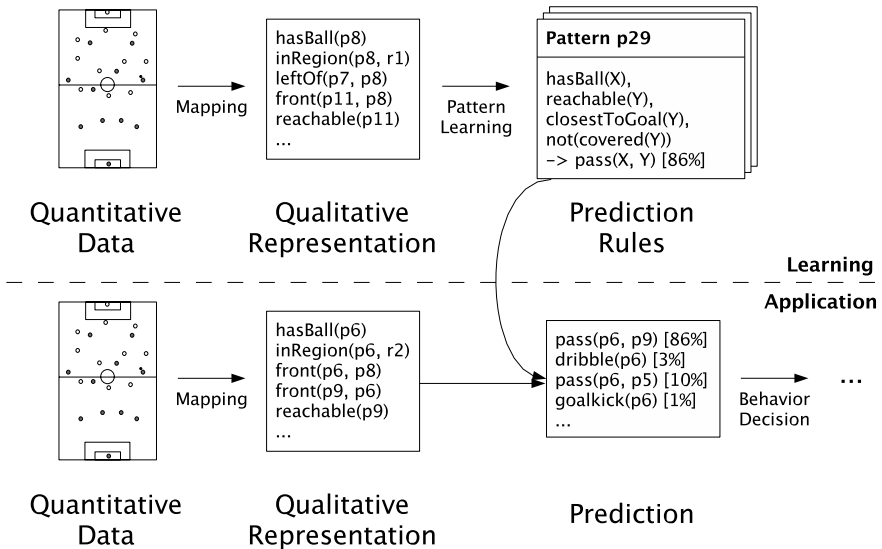 hasBall(p8)
inRegion(p8, r1)
leftOf(p7, p8)
front(p11, p8)
reachable(p11)
...
Mapping
Pattern
Learning
Pattern p29
hasBall(X),
reachable(Y),
closestToGoal(Y),
not(covered(Y))
-> pass(X, Y) [86%]
Quantitative
Data
Qualitative
Representation
Prediction
Rules
Learning
Application
hasBall(p6)
inRegion(p6, r2)
front(p6, p8)
front(p9, p6)
reachable(p9)
...
Mapping
pass(p6, p9) [86%]
dribble(p6) [3%]
pass(p6, p5) [10%]
goalkick(p6) [1%]
...
Behavior
Decision
...
Quantitative
Data
Qualitative
Representation
Prediction